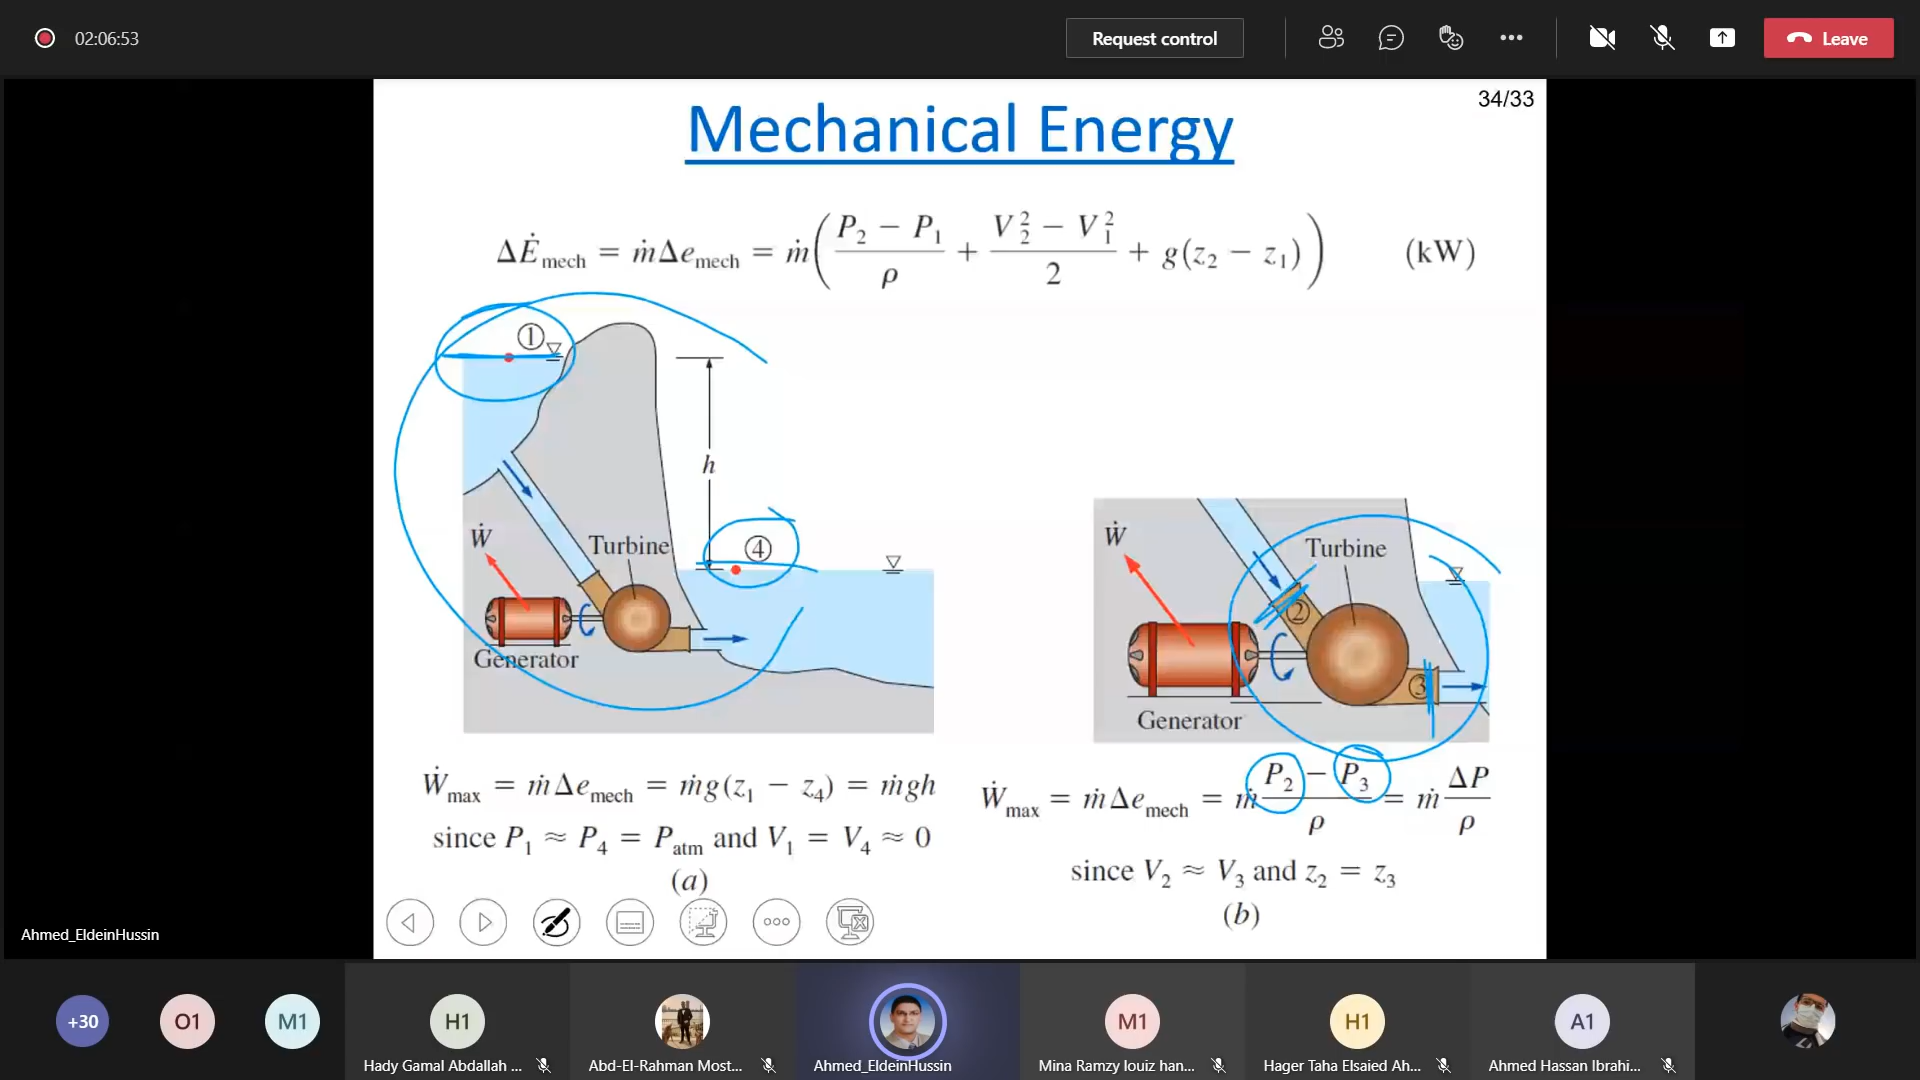 02:06:53
Request control
Leave
34/33
Mechanical Energy
ΔĖ_mech = ṁΔe_mech = ṁ((P₂ − P₁)/ρ + (V₂² − V₁²)/2 + g(z₂ − z₁)) (kW)
①
h
④
Ẇ
Turbine
Generator
Ẇ
Turbine
②
③
Generator
Ẇ_max = ṁΔe_mech = ṁg(z₁ − z₄) = ṁgh
since P₁ ≈ P₄ = P_atm and V₁ = V₄ ≈ 0
(a)
Ẇ_max = ṁΔe_mech = ṁ(P₂ − P₃)/ρ = ṁΔP/ρ
since V₂ ≈ V₃ and z₂ = z₃
(b)
Ahmed_EldeinHussin
+30
O1
M1
H1
Hady Gamal Abdallah ...
Abd-El-Rahman Most...
Ahmed_EldeinHussin
M1
Mina Ramzy louiz han...
H1
Hager Taha Elsaied Ah...
A1
Ahmed Hassan Ibrahi...